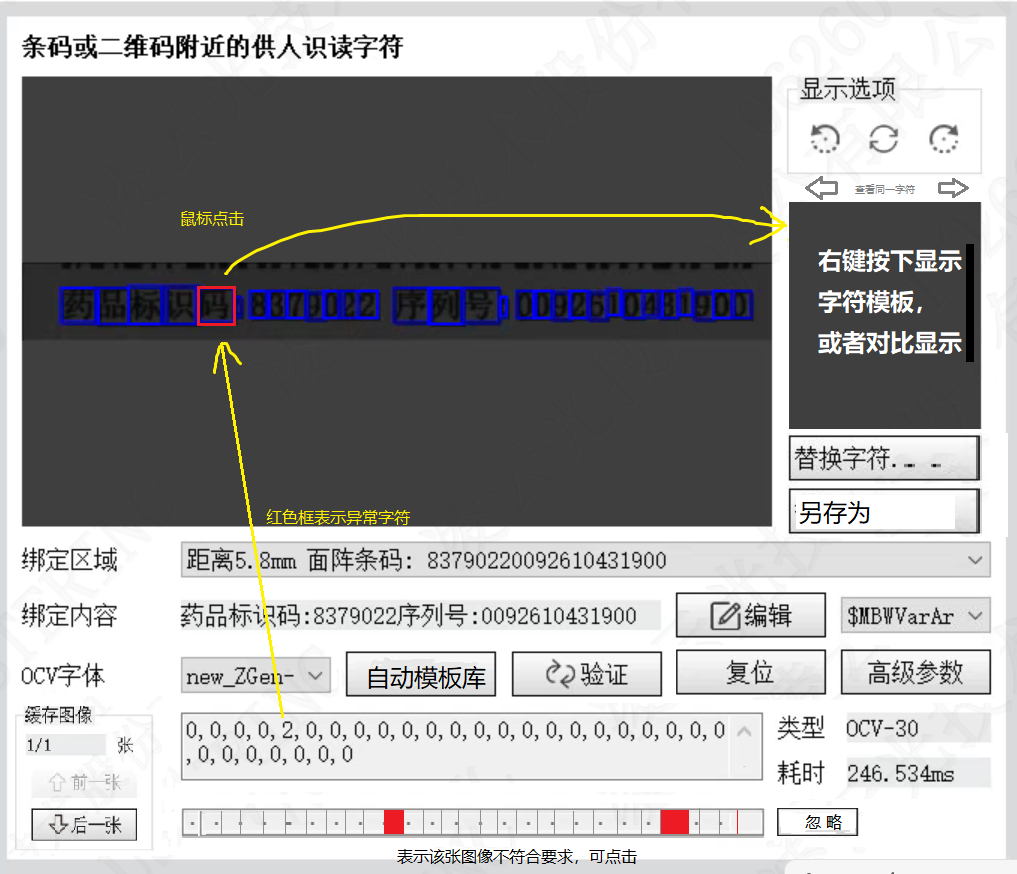 条码或二维码附近的供人识读字符
显示选项
查看同一字符
鼠标点击
药品标识码:8379022 序列号:0092610431900
右键按下显示
字符模板，
或者对比显示
红色框表示异常字符
替换字符...
另存为
绑定区域
距离5.8mm 面阵条码: 83790220092610431900
绑定内容
药品标识码:8379022序列号:0092610431900
编辑
$MBWVarAr
OCV字体
new_ZGen-
自动模板库
验证
复位
高级参数
缓存图像
1/1 张
前一张
后一张
0,0,0,0,2,0,0,0,0,0,0,0,0,0,0,0,0,0,0,0,0,0,0
,0,0,0,0,0,0,0
类型 OCV-30
耗时 246.534ms
忽略
表示该张图像不符合要求，可点击